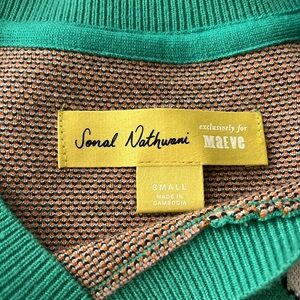 Sonal Nathwani
exclusively for
maeve
SMALL
MADE IN
CAMBODIA